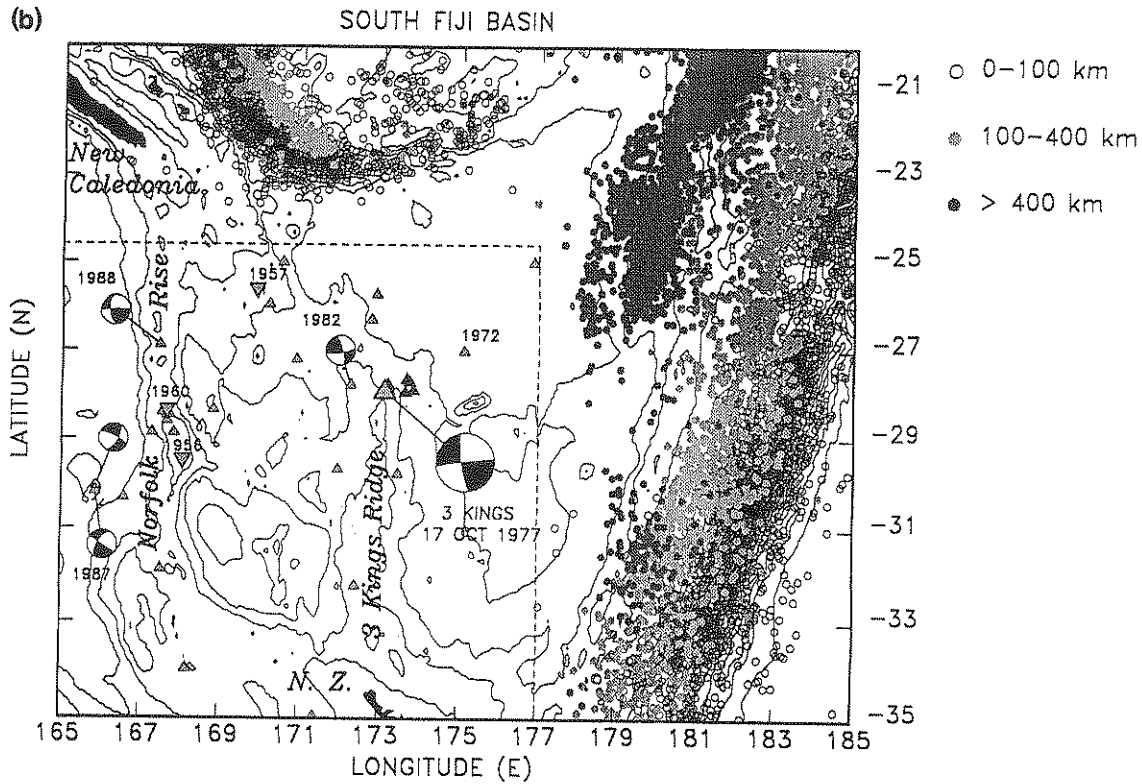 (b)
SOUTH FIJI BASIN
0-100 km
100-400 km
> 400 km
New
Caledonia
-21
-23
-25
-27
-29
-31
-33
-35
LATITUDE (N)
1988
Rise
1957
1982
1972
1960
956
Norfolk
3 Kings Ridge
3 KINGS
17 OCT 1977
1987
N. Z.
165 167 169 171 173 175 177 179 181 183 185
LONGITUDE (E)